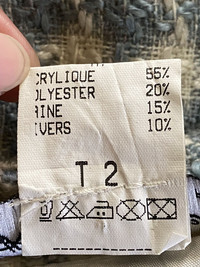 CRYLIQUE 55%
OLYESTER 20%
AINE 15%
IVERS 10%
T 2